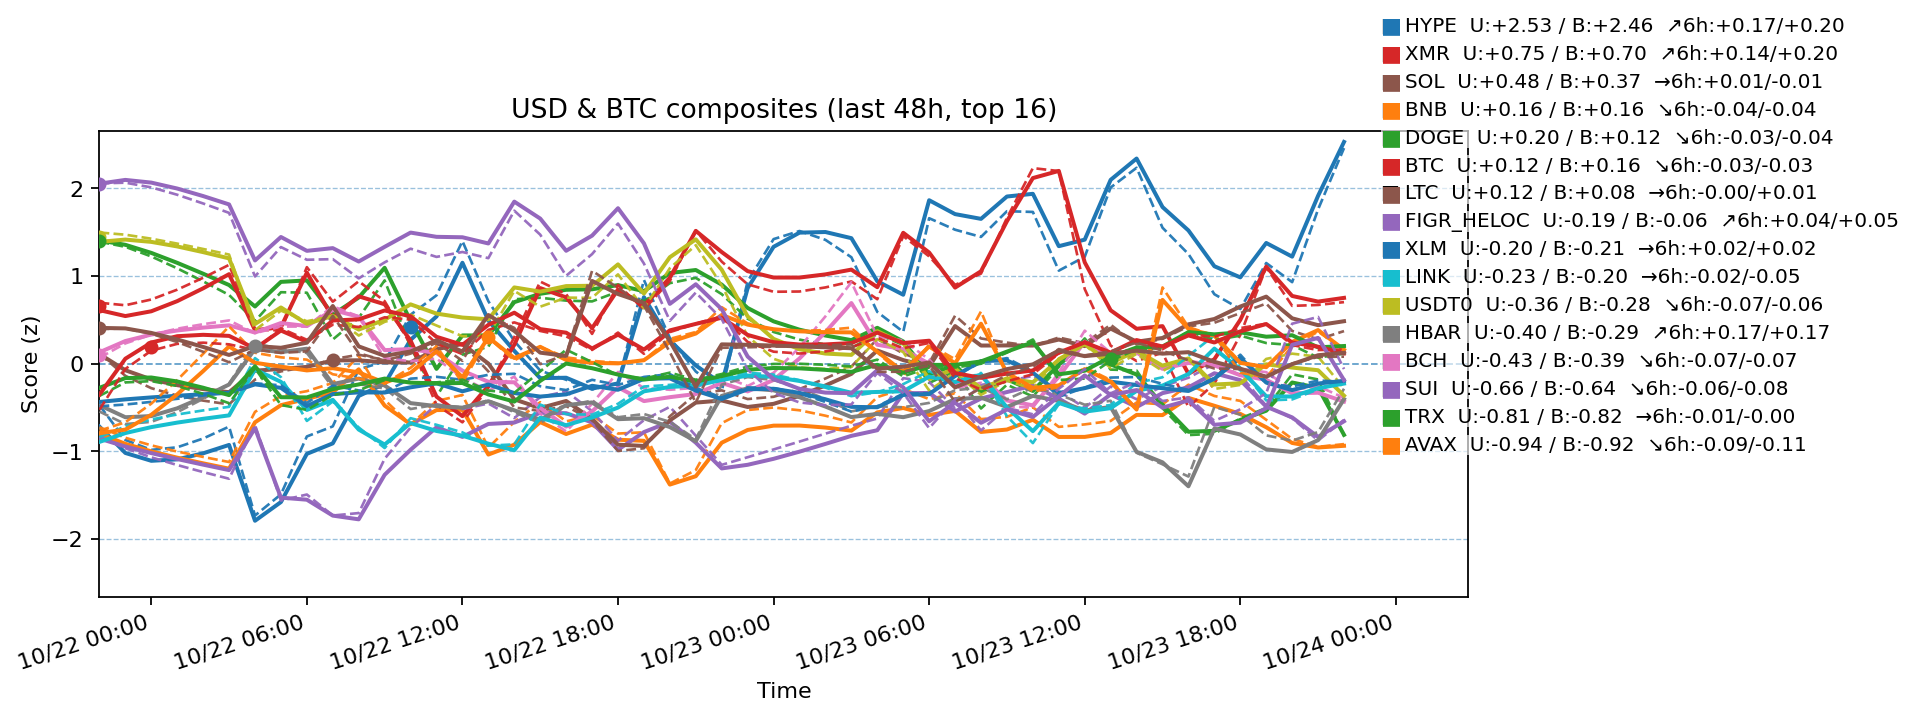 HYPE  U:+2.53 / B:+2.46  ↗6h:+0.17/+0.20
XMR  U:+0.75 / B:+0.70  ↗6h:+0.14/+0.20
SOL  U:+0.48 / B:+0.37  →6h:+0.01/-0.01
BNB  U:+0.16 / B:+0.16  ↘6h:-0.04/-0.04
DOGE  U:+0.20 / B:+0.12  ↘6h:-0.03/-0.04
BTC  U:+0.12 / B:+0.16  ↘6h:-0.03/-0.03
LTC  U:+0.12 / B:+0.08  →6h:-0.00/+0.01
FIGR_HELOC  U:-0.19 / B:-0.06  ↗6h:+0.04/+0.05
XLM  U:-0.20 / B:-0.21  →6h:+0.02/+0.02
LINK  U:-0.23 / B:-0.20  →6h:-0.02/-0.05
USDT0  U:-0.36 / B:-0.28  ↘6h:-0.07/-0.06
HBAR  U:-0.40 / B:-0.29  ↗6h:+0.17/+0.17
BCH  U:-0.43 / B:-0.39  ↘6h:-0.07/-0.07
SUI  U:-0.66 / B:-0.64  ↘6h:-0.06/-0.08
TRX  U:-0.81 / B:-0.82  →6h:-0.01/-0.00
AVAX  U:-0.94 / B:-0.92  ↘6h:-0.09/-0.11
USD & BTC composites (last 48h, top 16)
Score (z)
2
1
0
−1
−2
10/22 00:00
10/22 06:00
10/22 12:00
10/22 18:00
10/23 00:00
10/23 06:00
10/23 12:00
10/23 18:00
10/24 00:00
Time